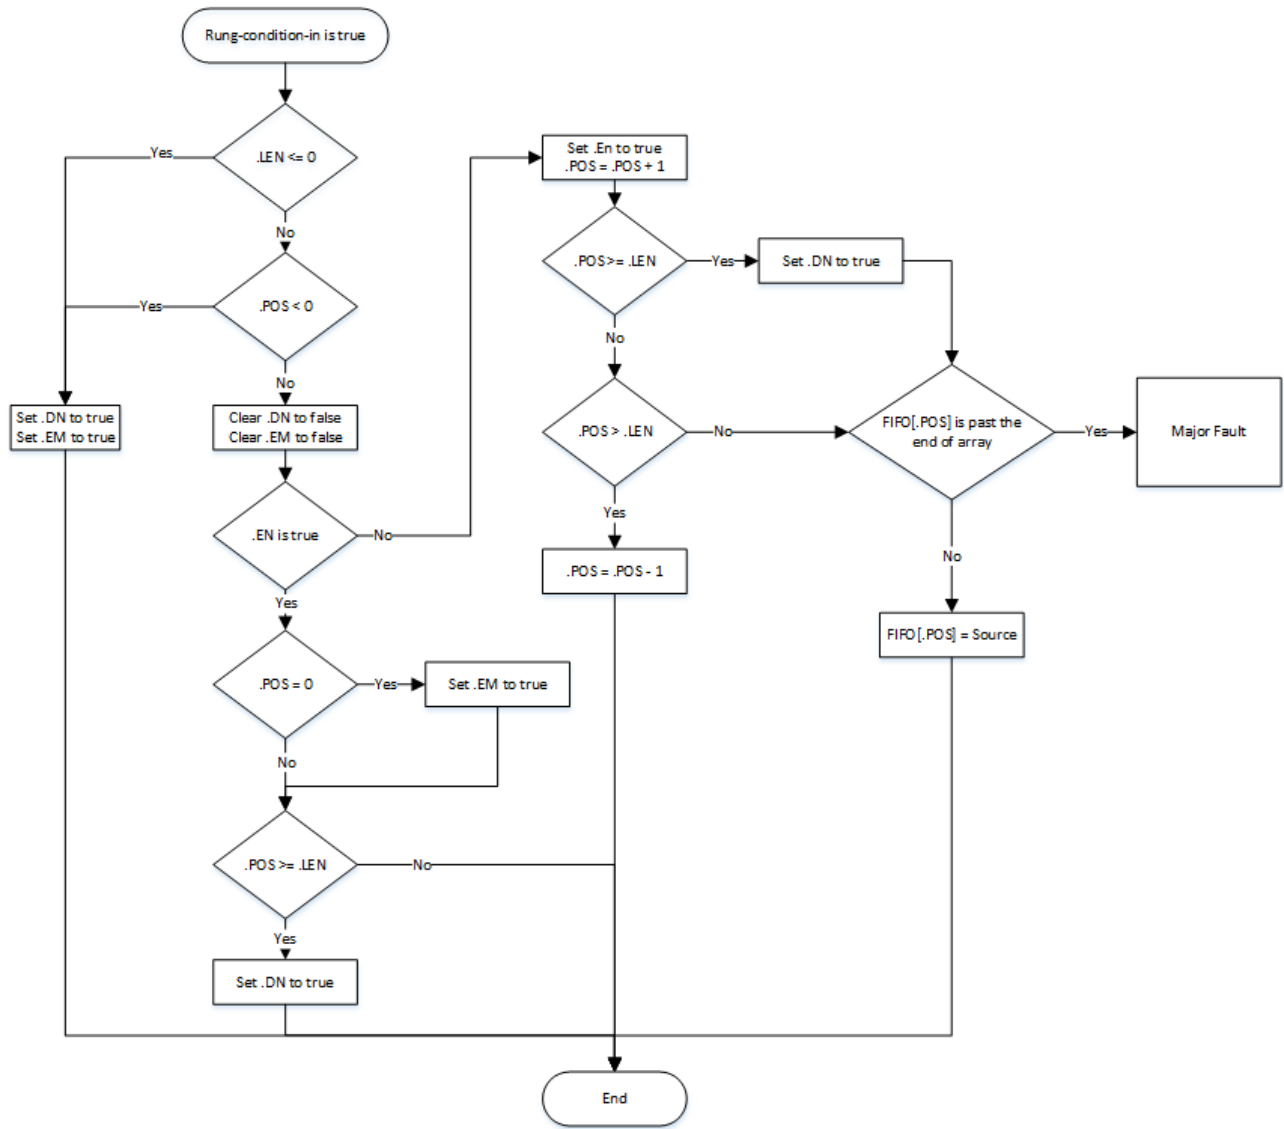 Rung-condition-in is true
.LEN <= 0
Yes
No
.POS < 0
Yes
No
Set .DN to true
Set .EM to true
Clear .DN to false
Clear .EM to false
.EN is true
No
Yes
.POS = 0
Yes
Set .EM to true
No
.POS >= .LEN
No
Yes
Set .DN to true
Set .En to true
.POS = .POS + 1
.POS>= .LEN
Yes
Set .DN to true
No
.POS > .LEN
No
Yes
.POS = .POS - 1
FIFO[.POS] is past the
end of array
Yes
Major Fault
No
FIFO[.POS] = Source
End